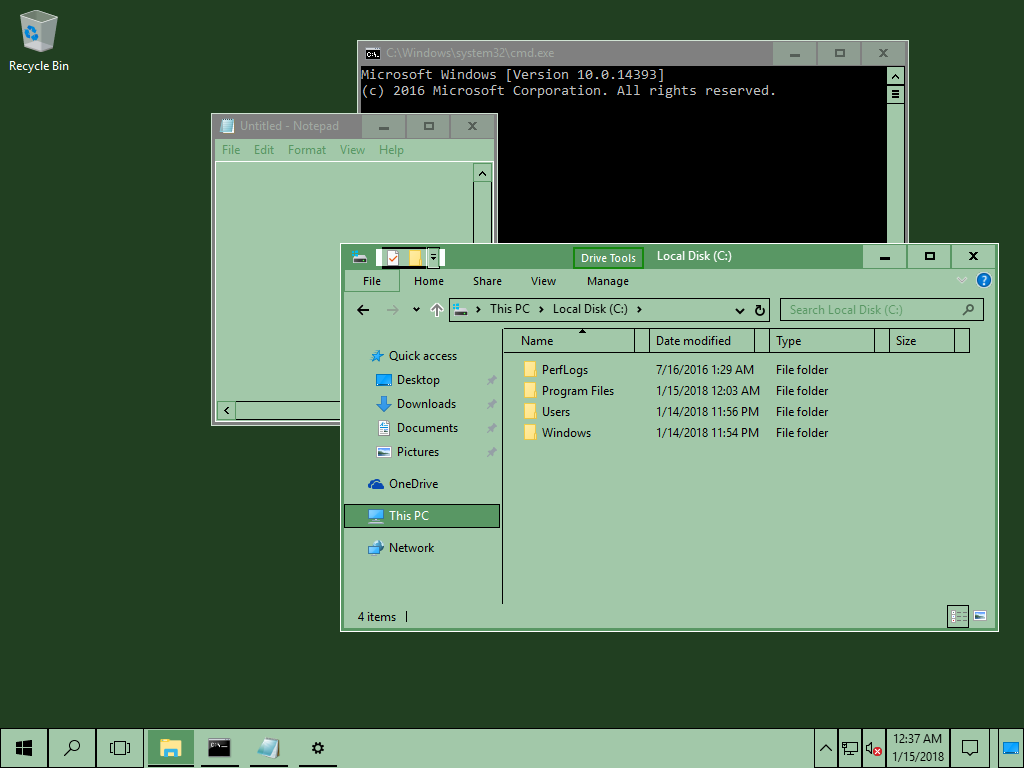 Recycle Bin
C:\Windows\system32\cmd.exe
Microsoft Windows [Version 10.0.14393]
(c) 2016 Microsoft Corporation. All rights reserved.
Untitled - Notepad
File Edit Format View Help
Drive Tools Local Disk (C:)
File Home Share View Manage
This PC Local Disk (C:) Search Local Disk (C:)
Name Date modified Type Size
Quick access
Desktop
Downloads
Documents
Pictures
OneDrive
This PC
Network
PerfLogs 7/16/2016 1:29 AM File folder
Program Files 1/15/2018 12:03 AM File folder
Users 1/14/2018 11:56 PM File folder
Windows 1/14/2018 11:54 PM File folder
4 items
12:37 AM
1/15/2018